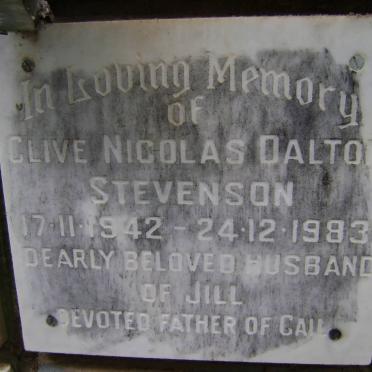 In Loving Memory
of
CLIVE NICOLAS DALTON
STEVENSON
17·11·1942 - 24·12·1983
DEARLY BELOVED HUSBAND
OF JILL
DEVOTED FATHER OF GAIL